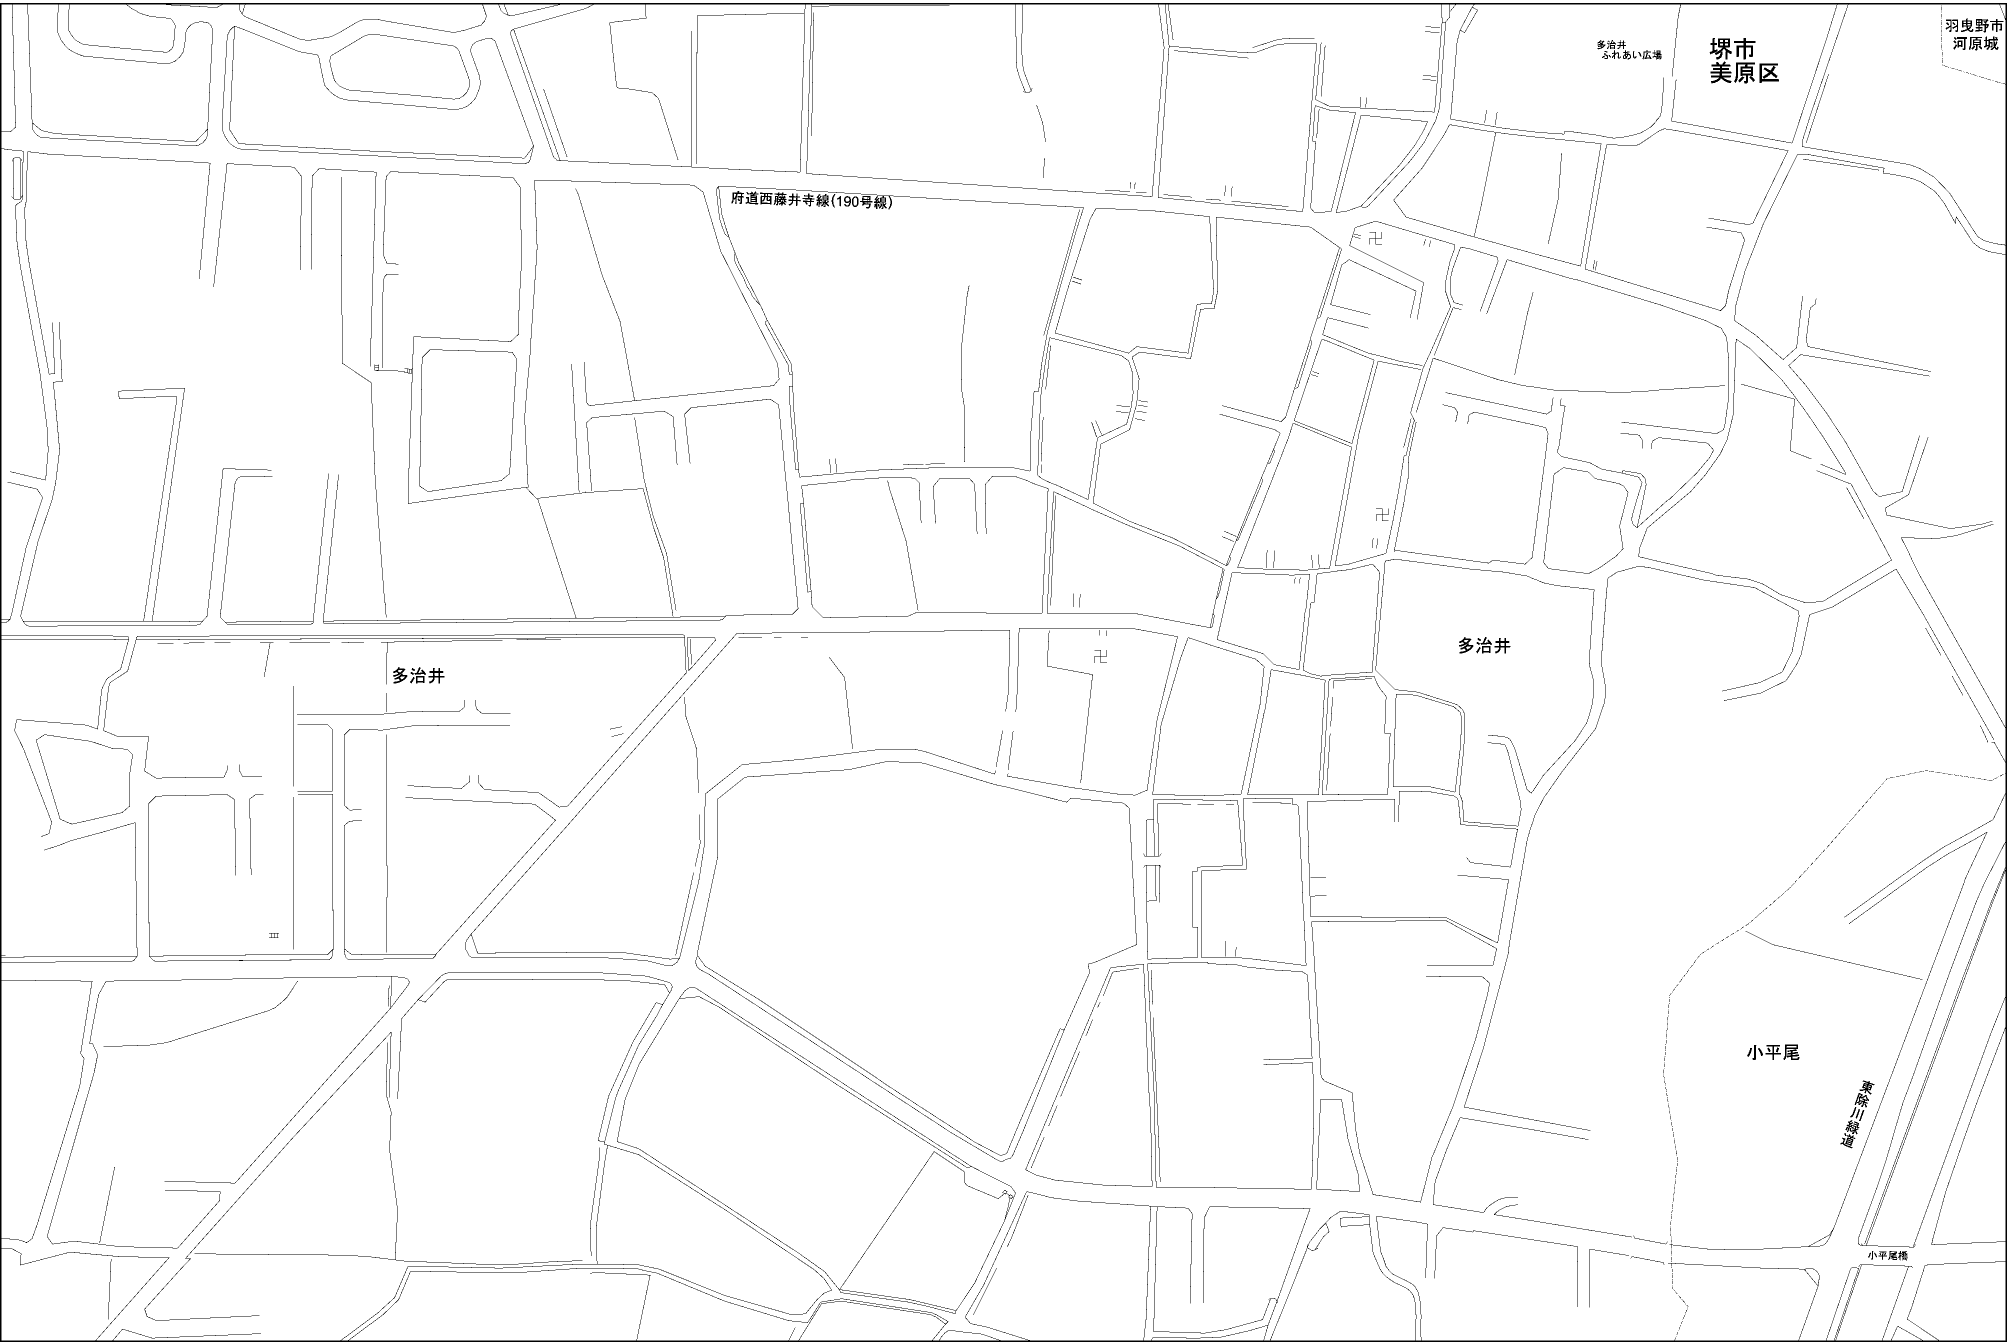 羽曳野市
河原城
多治井
ふれあい広場
堺市
美原区
府道西藤井寺線(190号線)
多治井
多治井
小平尾
東除川緑道
小平尾橋